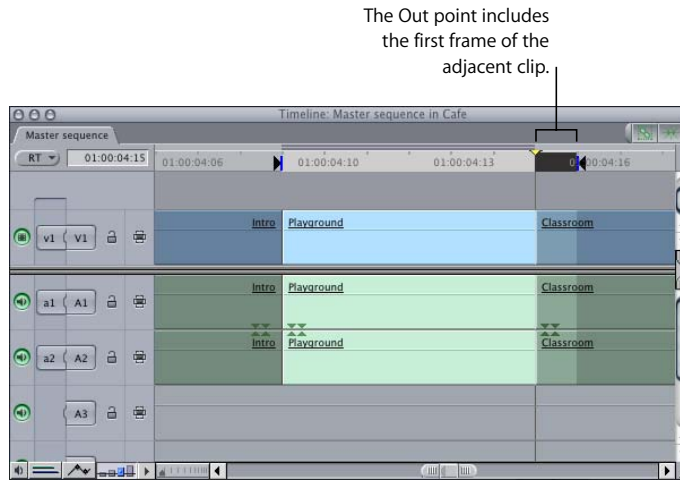 The Out point includes
the first frame of the
adjacent clip.
Timeline: Master sequence in Cafe
Master sequence
RT 01:00:04:15 01:00:04:06 01:00:04:10 01:00:04:13 00:04:16
v1 V1 Intro Playground Classroom
a1 A1 Intro Playground Classroom
a2 A2 Intro Playground Classroom
A3